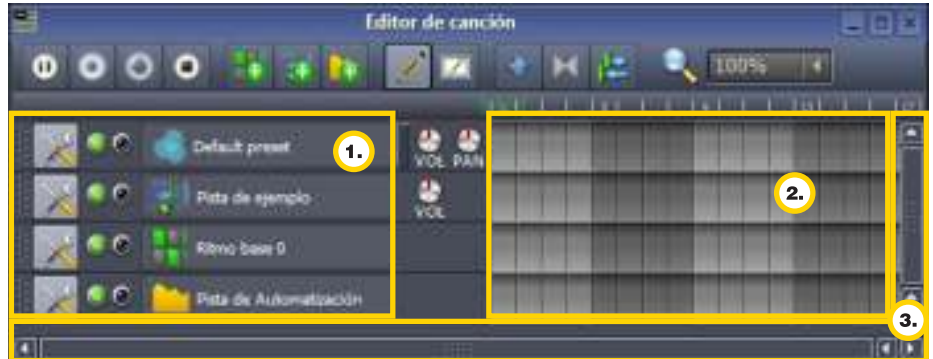 Editor de canción
100%
Default preset
1.
VOL PAN
2.
Pista de ejemplo
VOL
Ritmo base 0
Pista de Automatización
3.